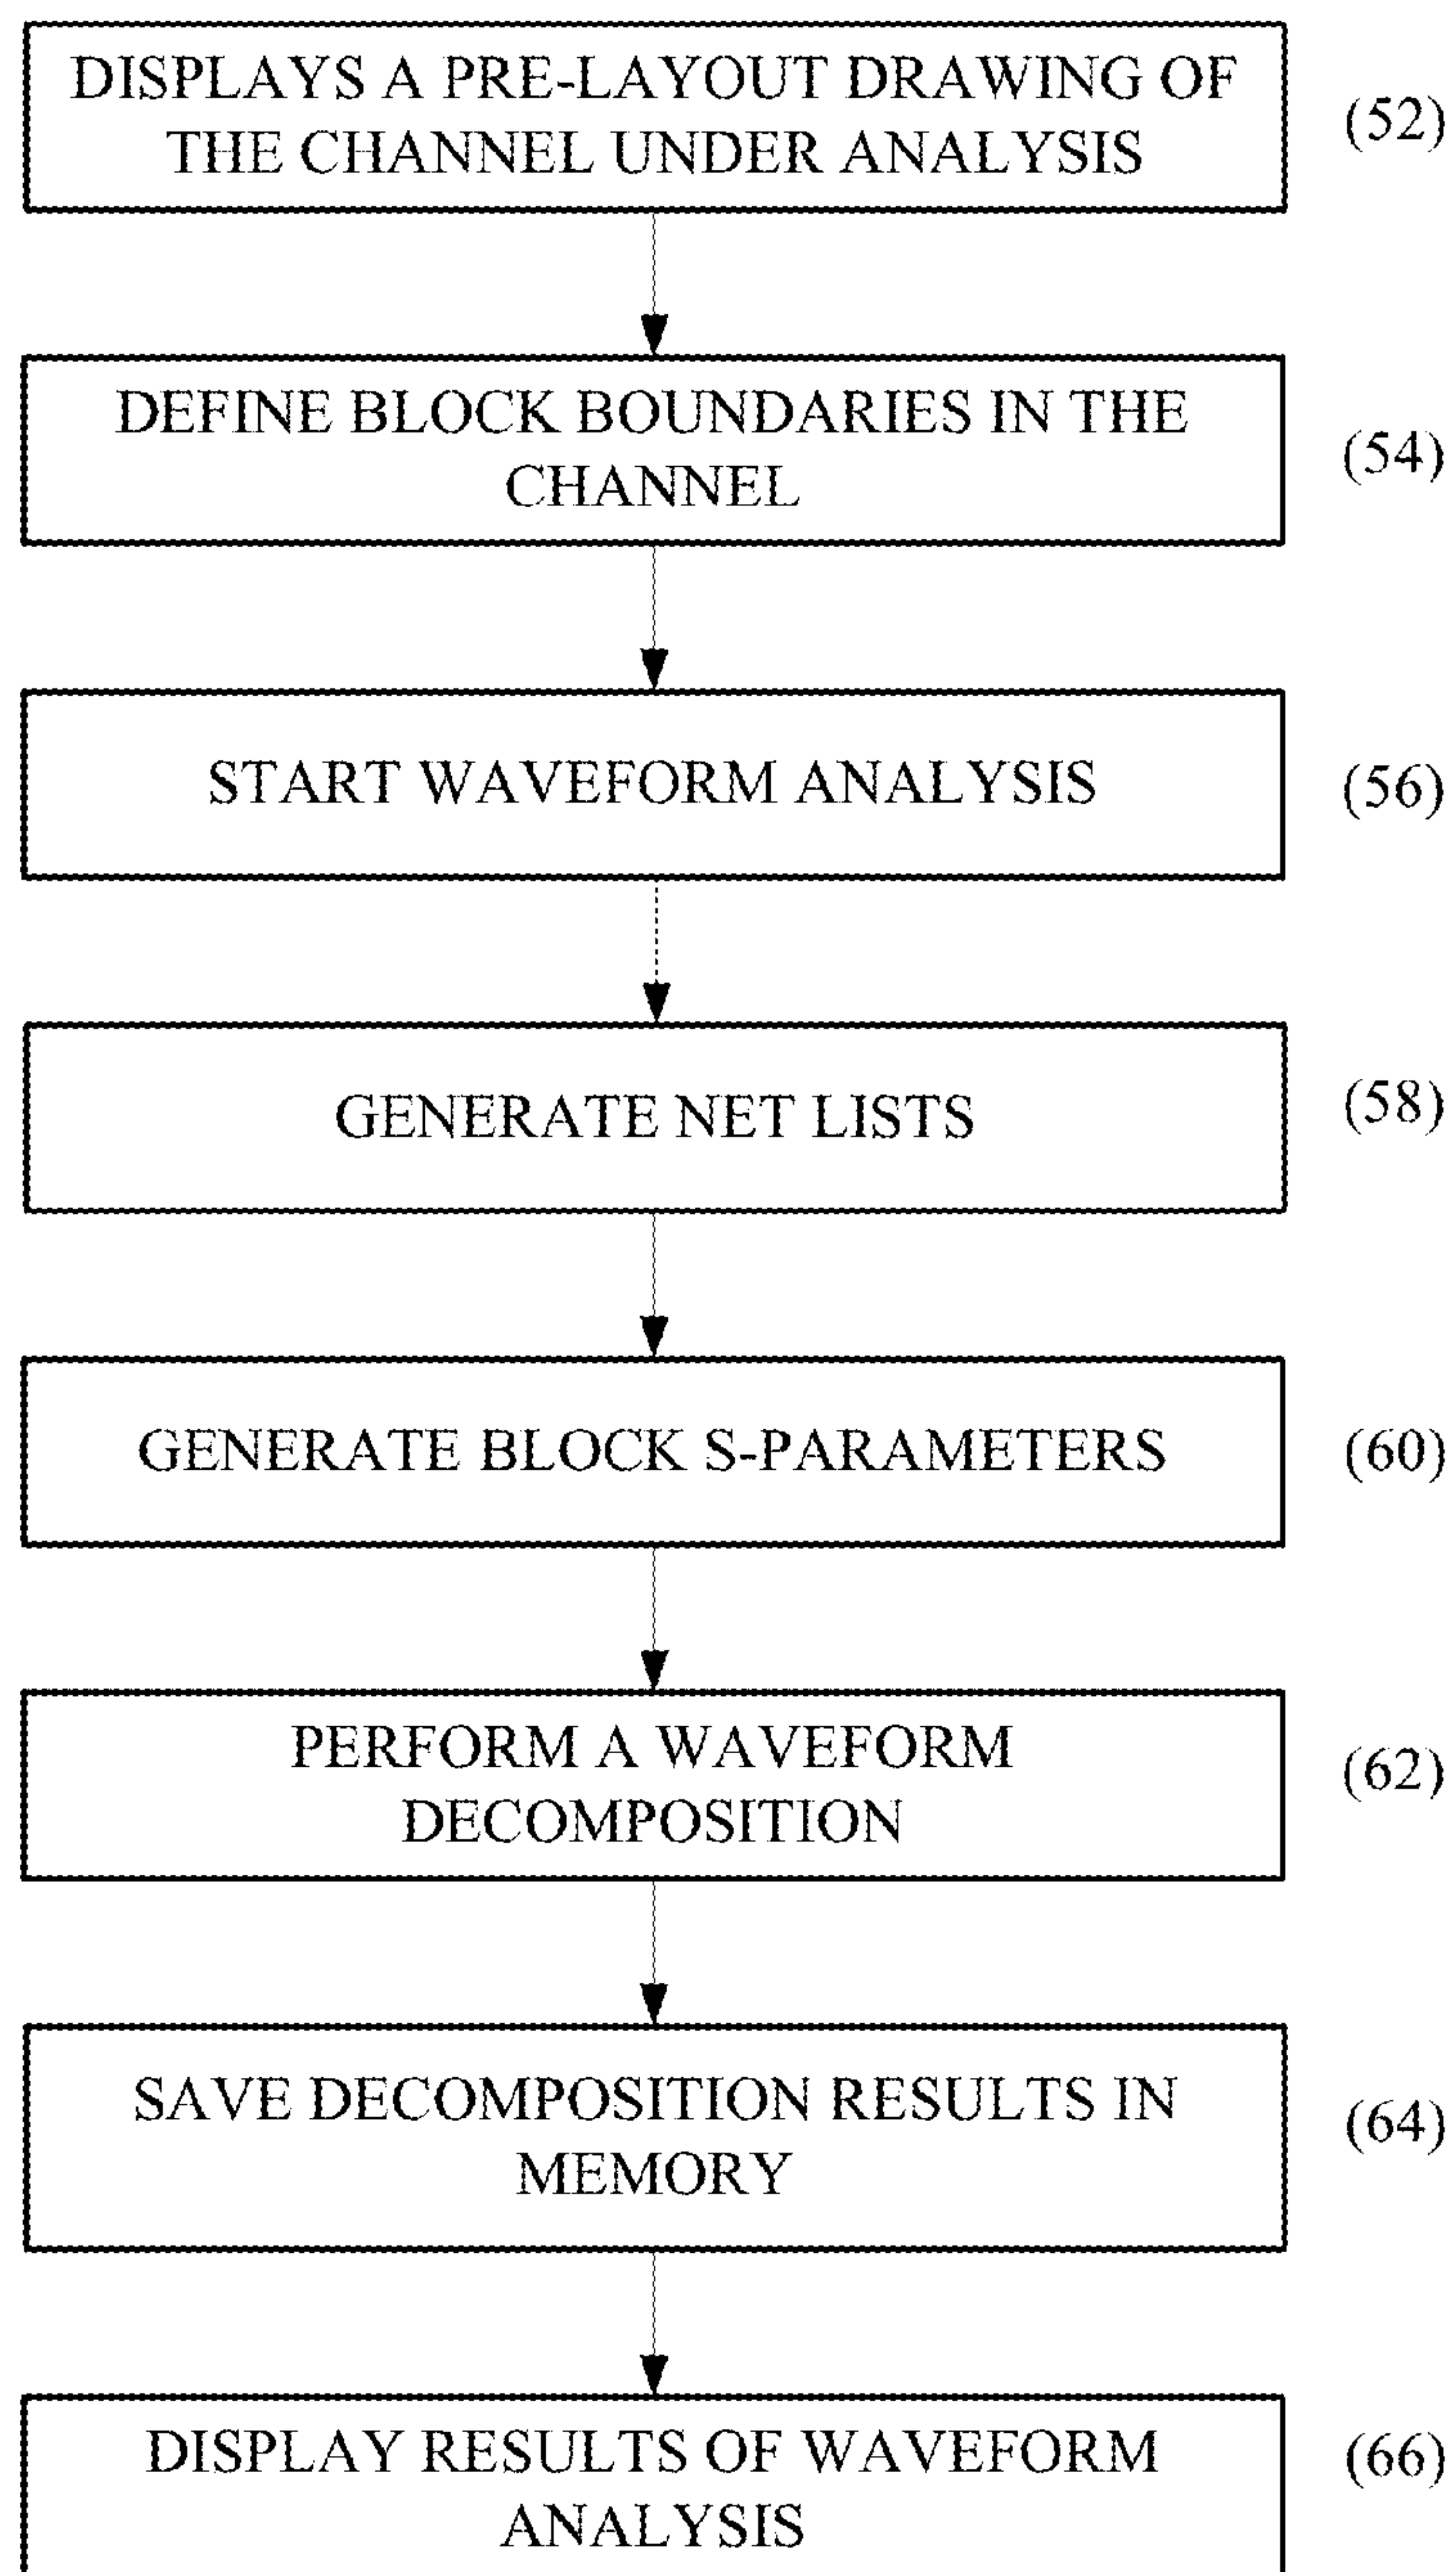 DISPLAYS A PRE-LAYOUT DRAWING OF
THE CHANNEL UNDER ANALYSIS
(52)
DEFINE BLOCK BOUNDARIES IN THE
CHANNEL
(54)
START WAVEFORM ANALYSIS
(56)
GENERATE NET LISTS
(58)
GENERATE BLOCK S-PARAMETERS
(60)
PERFORM A WAVEFORM
DECOMPOSITION
(62)
SAVE DECOMPOSITION RESULTS IN
MEMORY
(64)
DISPLAY RESULTS OF WAVEFORM
ANALYSIS
(66)